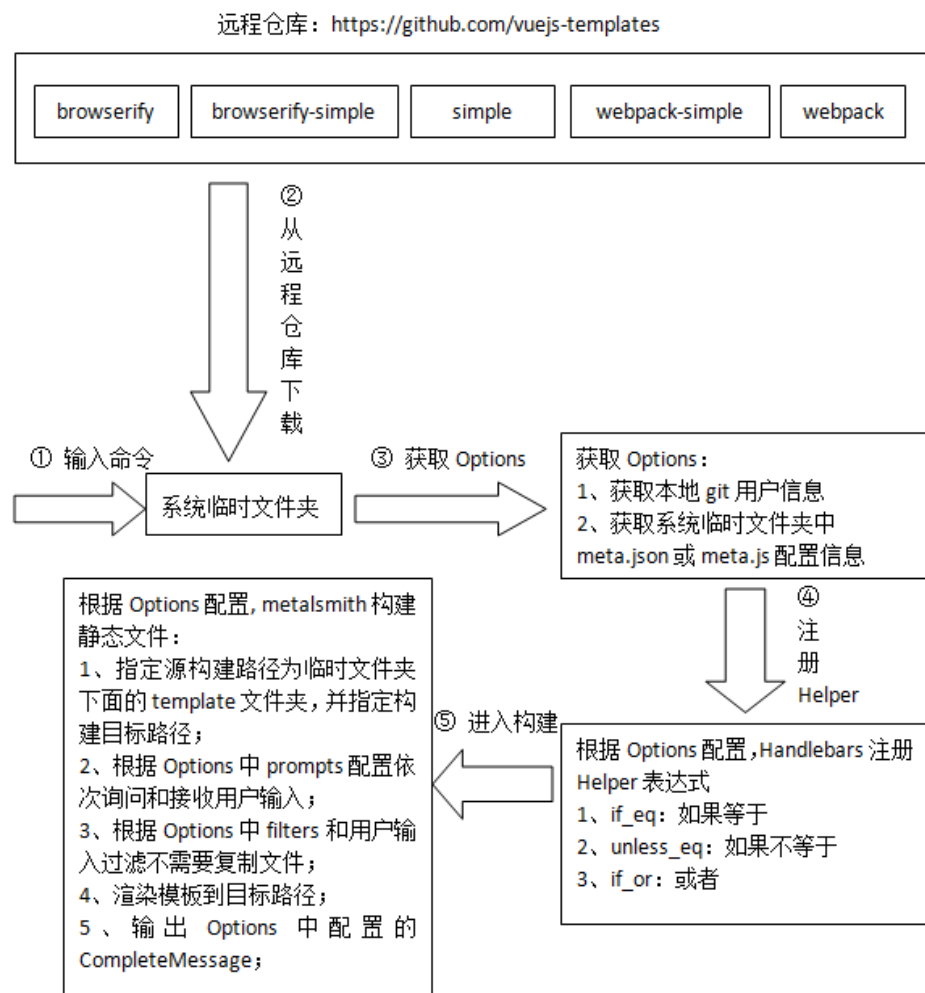 远程仓库：https://github.com/vuejs-templates
browserify
browserify-simple
simple
webpack-simple
webpack
②
从
远
程
仓
库
下
载
① 输入命令
系统临时文件夹
③ 获取 Options
获取 Options：
1、获取本地 git 用户信息
2、获取系统临时文件夹中
meta.json 或 meta.js 配置信息
④
注
册
Helper
根据 Options 配置,Handlebars 注册
Helper 表达式
1、if_eq：如果等于
2、unless_eq：如果不等于
3、if_or：或者
⑤ 进入构建
根据 Options 配置, metalsmith 构建
静态文件：
1、指定源构建路径为临时文件夹
下面的 template 文件夹，并指定构
建目标路径；
2、根据 Options 中 prompts 配置依
次询问和接收用户输入；
3、根据 Options 中 filters 和用户输
入过滤不需要复制文件；
4、渲染模板到目标路径；
5、输出 Options 中配置的
CompleteMessage；